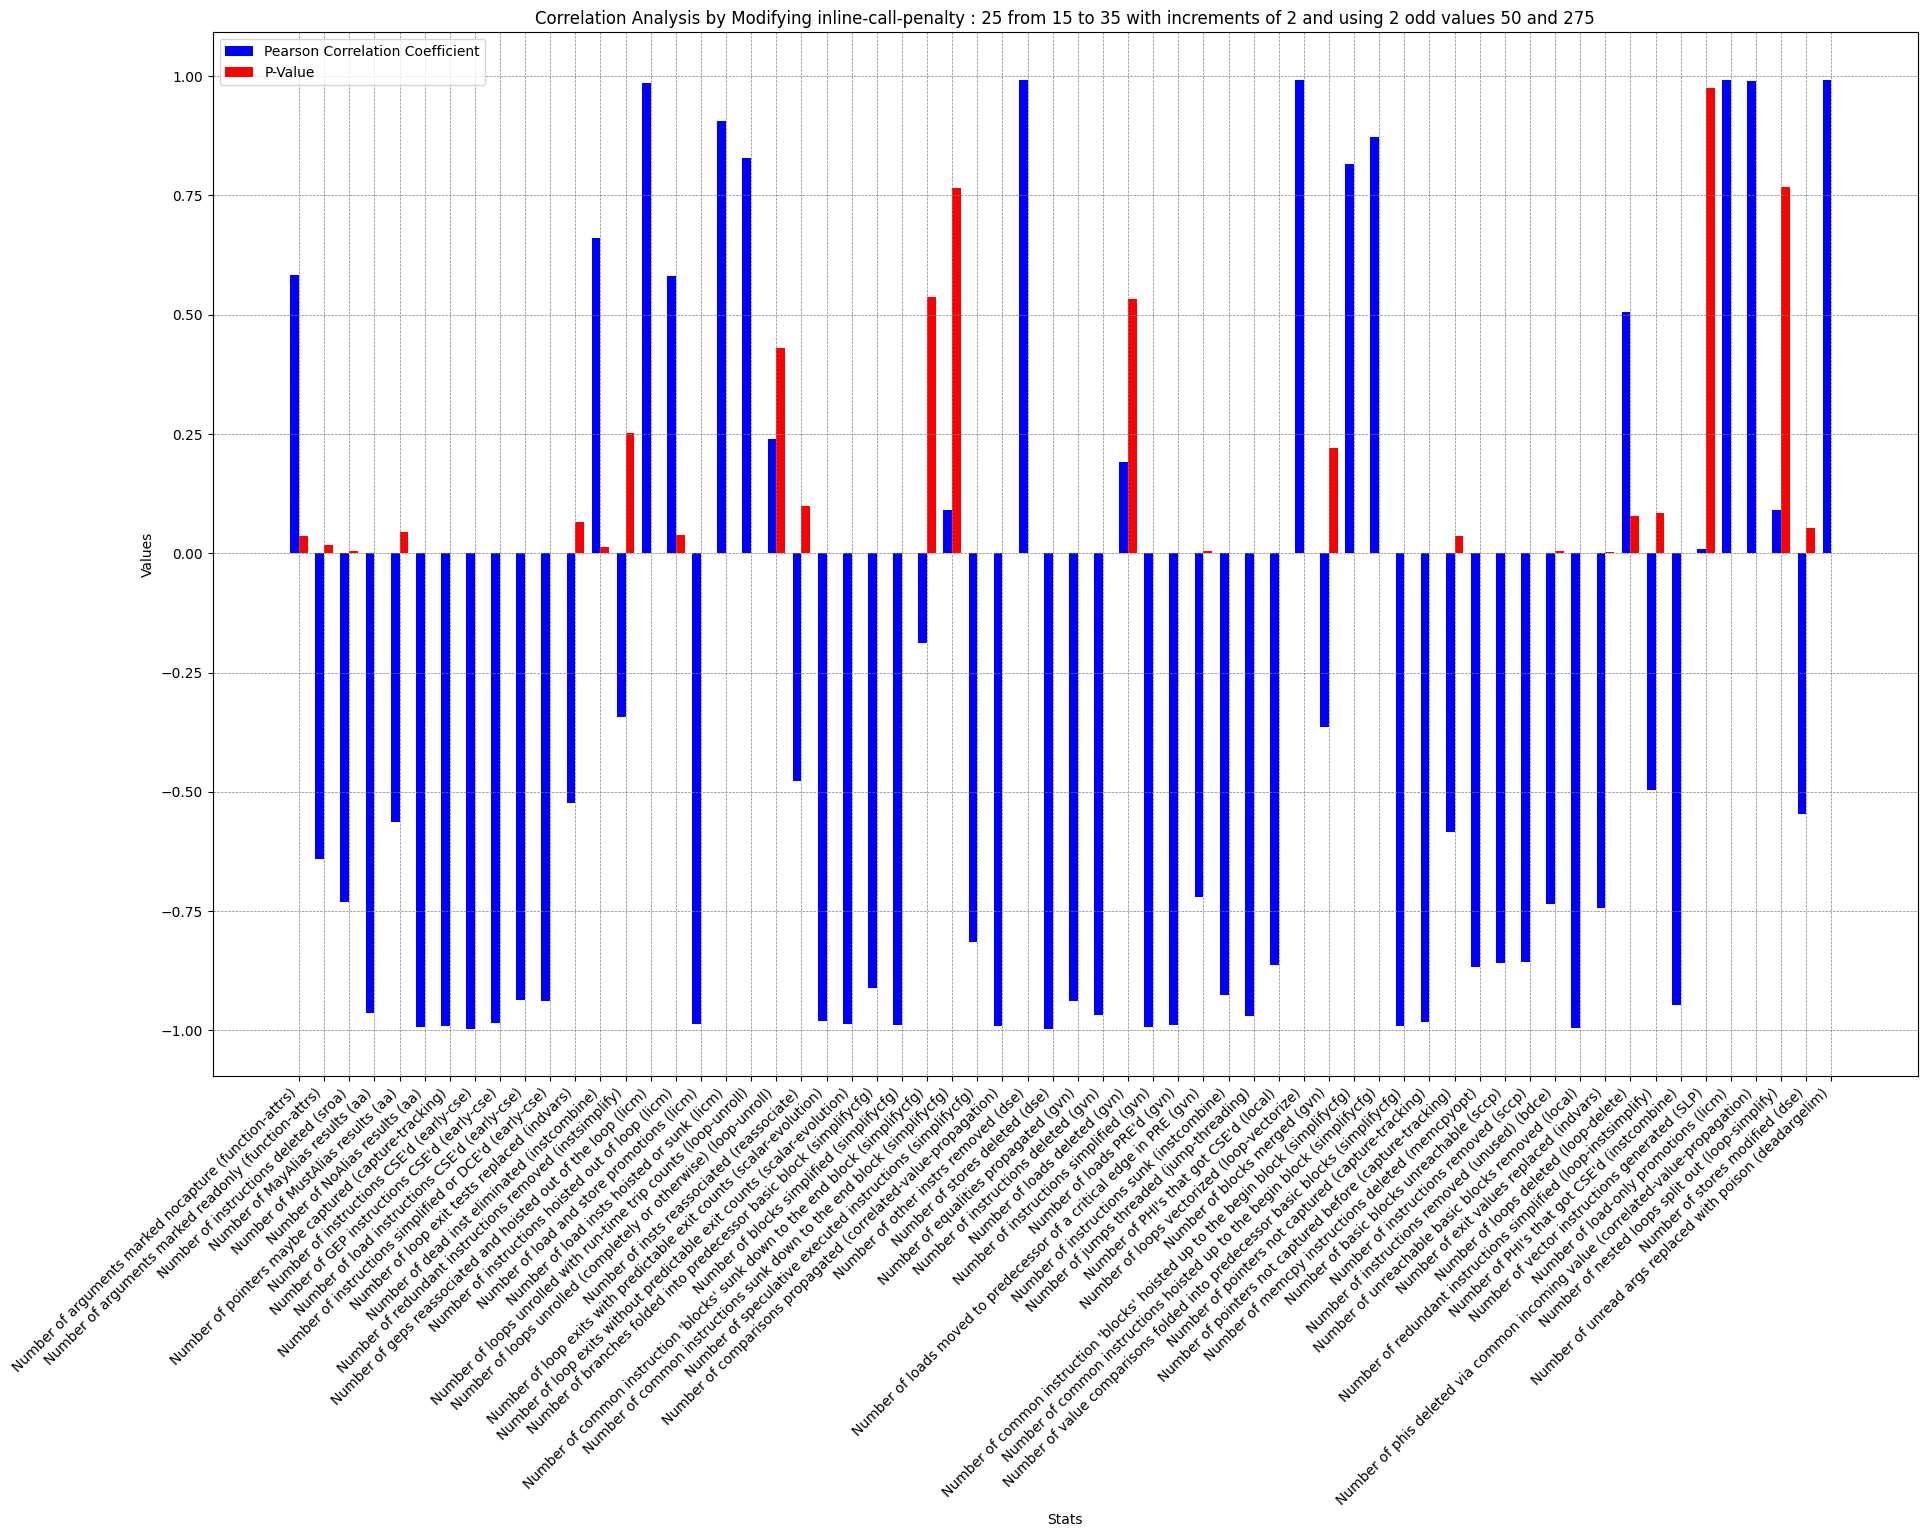 Correlation Analysis by Modifying inline-call-penalty : 25 from 15 to 35 with increments of 2 and using 2 odd values 50 and 275
Pearson Correlation Coefficient
P-Value
Values
1.00
0.75
0.50
0.25
0.00
−0.25
−0.50
−0.75
−1.00
Number of arguments marked nocapture (function-attrs)
Number of arguments marked readonly (function-attrs)
Number of instructions deleted (sroa)
Number of MayAlias results (aa)
Number of MustAlias results (aa)
Number of NoAlias results (aa)
Number of pointers maybe captured (capture-tracking)
Number of instructions CSE'd (early-cse)
Number of GEP instructions CSE'd (early-cse)
Number of load instructions CSE'd (early-cse)
Number of instructions simplified or DCE'd (early-cse)
Number of loop exit tests replaced (indvars)
Number of dead inst eliminated (instcombine)
Number of redundant instructions removed (instsimplify)
Number of geps reassociated and hoisted out of the loop (licm)
Number of instructions hoisted out of loop (licm)
Number of load and store promotions (licm)
Number of load insts hoisted or sunk (licm)
Number of loops unrolled with run-time trip counts (loop-unroll)
Number of loops unrolled (completely or otherwise) (loop-unroll)
Number of insts reassociated (reassociate)
Number of loop exits with predictable exit counts (scalar-evolution)
Number of loop exits without predictable exit counts (scalar-evolution)
Number of branches folded into predecessor basic block (simplifycfg)
Number of blocks simplified (simplifycfg)
Number of common instruction 'blocks' sunk down to the end block (simplifycfg)
Number of common instructions sunk down to the end block (simplifycfg)
Number of speculative executed instructions (simplifycfg)
Number of comparisons propagated (correlated-value-propagation)
Number of other instrs removed (dse)
Number of stores deleted (dse)
Number of equalities propagated (gvn)
Number of instructions deleted (gvn)
Number of loads deleted (gvn)
Number of instructions simplified (gvn)
Number of loads PRE'd (gvn)
Number of loads moved to predecessor of a critical edge in PRE (gvn)
Number of instructions sunk (instcombine)
Number of jumps threaded (jump-threading)
Number of PHI's that got CSE'd (local)
Number of loops vectorized (loop-vectorize)
Number of blocks merged (gvn)
Number of common instruction 'blocks' hoisted up to the begin block (simplifycfg)
Number of common instructions hoisted up to the begin block (simplifycfg)
Number of value comparisons folded into predecessor basic blocks (simplifycfg)
Number of pointers not captured (capture-tracking)
Number of pointers not captured before (capture-tracking)
Number of memcpy instructions deleted (memcpyopt)
Number of basic blocks unreachable (sccp)
Number of instructions removed (sccp)
Number of instructions removed (unused) (bdce)
Number of unreachable basic blocks removed (local)
Number of exit values replaced (indvars)
Number of loops deleted (loop-delete)
Number of redundant instructions simplified (loop-instsimplify)
Number of PHI's that got CSE'd (instcombine)
Number of vector instructions generated (SLP)
Number of load-only promotions (licm)
Number of phis deleted via common incoming value (correlated-value-propagation)
Number of nested loops split out (loop-simplify)
Number of stores modified (dse)
Number of unread args replaced with poison (deadargelim)
Stats